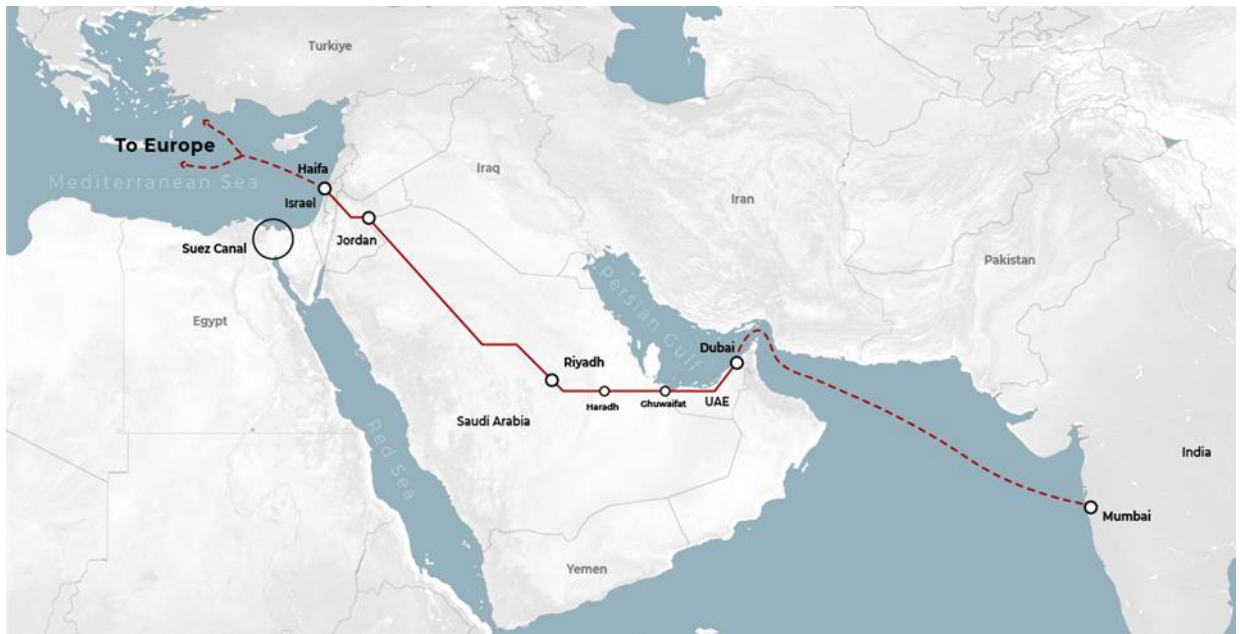 Turkiye
To Europe
Mediterranean Sea
Haifa
Israel
Iraq
Iran
Jordan
Suez Canal
Pakistan
Egypt
Persian Gulf
Dubai
Riyadh
Haradh
Ghuwaifat
UAE
Saudi Arabia
Red Sea
India
Mumbai
Yemen